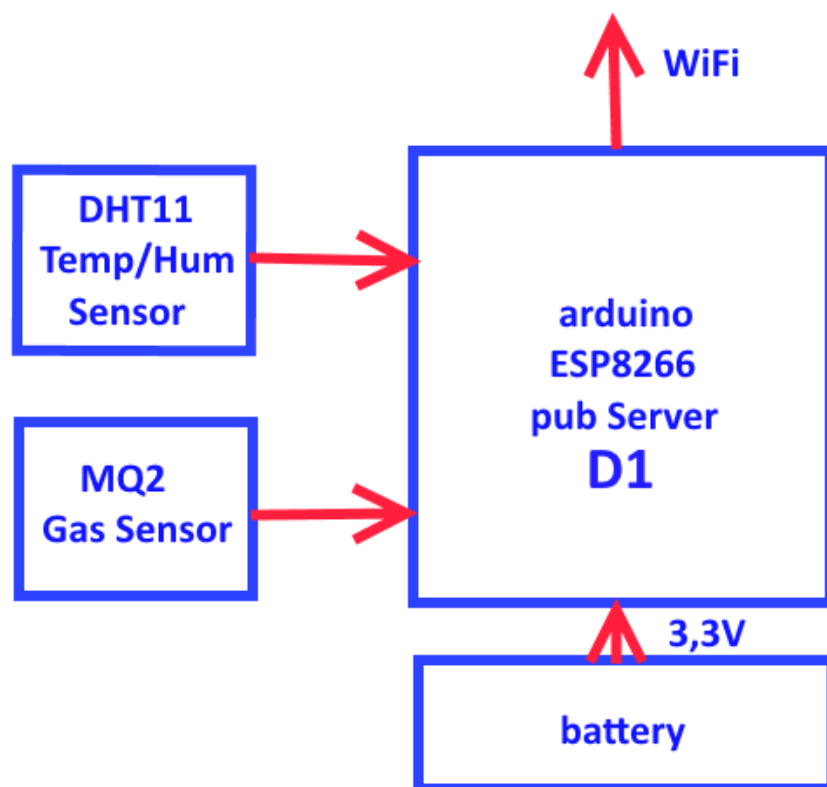 WiFi
DHT11
Temp/Hum
Sensor
arduino
ESP8266
pub Server
D1
MQ2
Gas Sensor
3,3V
battery